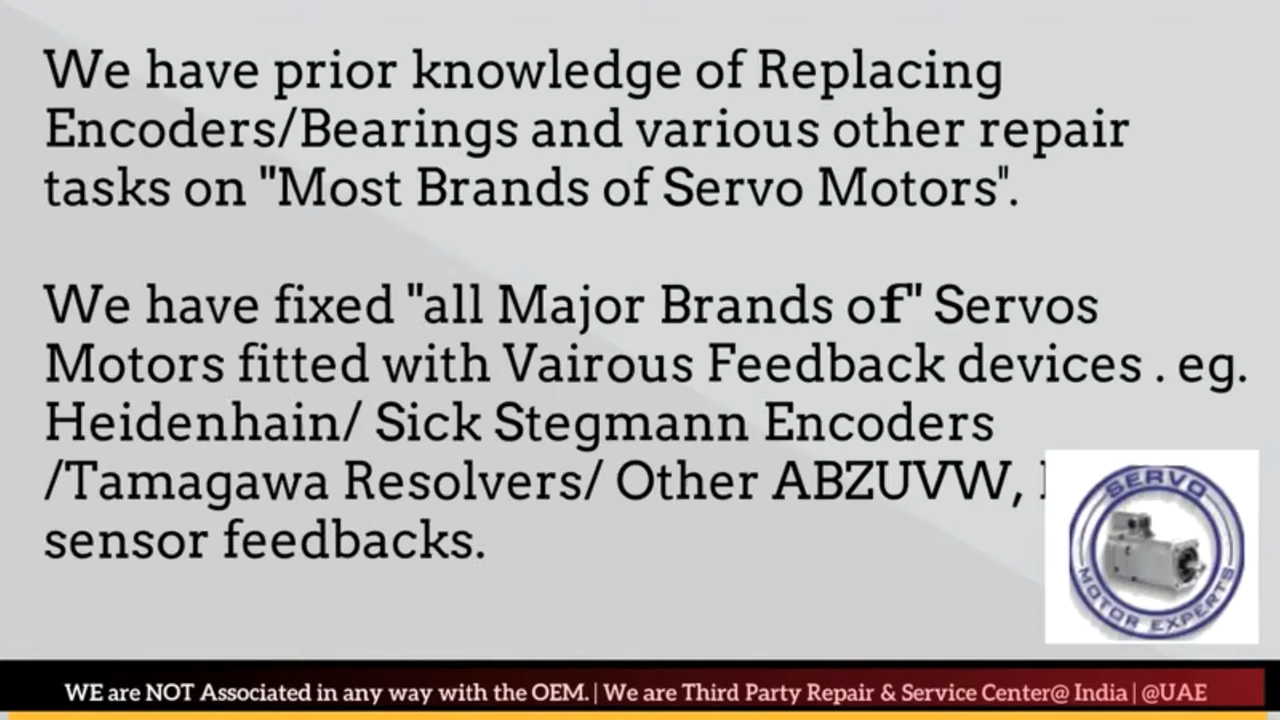 We have prior knowledge of Replacing
Encoders/Bearings and various other repair
tasks on "Most Brands of Servo Motors".
We have fixed "all Major Brands of" Servos
Motors fitted with Vairous Feedback devices . eg.
Heidenhain/ Sick Stegmann Encoders
/Tamagawa Resolvers/ Other ABZUVW,
sensor feedbacks.
SERVO
MOTOR EXPERTS
WE are NOT Associated in any way with the OEM. | We are Third Party Repair & Service Center@ India | @UAE